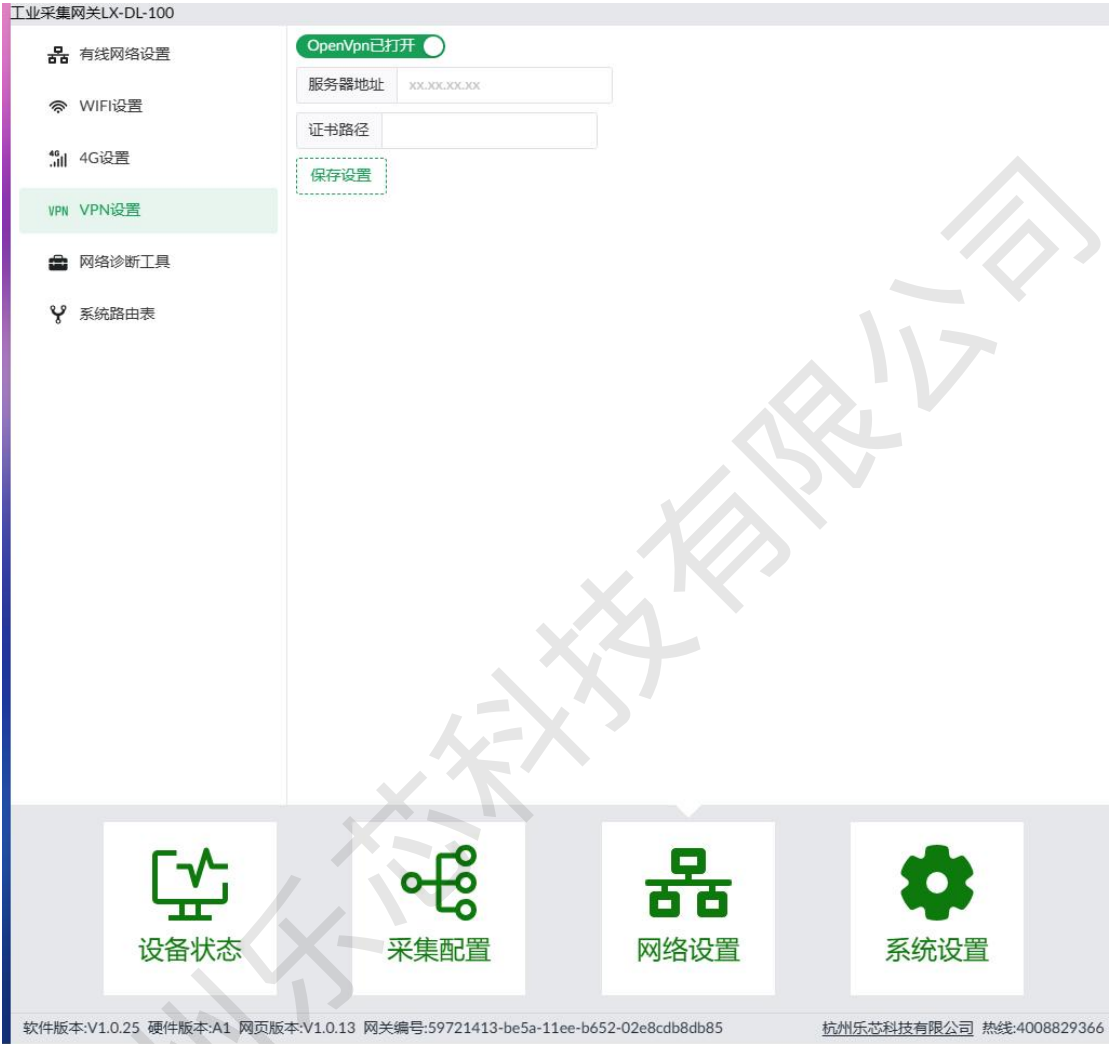 工业采集网关LX-DL-100
有线网络设置
WIFI设置
4G
4G设置
VPN VPN设置
网络诊断工具
系统路由表
OpenVpn已打开
服务器地址 xx.xx.xx.xx
证书路径
保存设置
设备状态 采集配置 网络设置 系统设置
软件版本:V1.0.25 硬件版本:A1 网页版本:V1.0.13 网关编号:59721413-be5a-11ee-b652-02e8cdb8db85 杭州乐芯科技有限公司 热线:4008829366
州乐芯科技有限公司